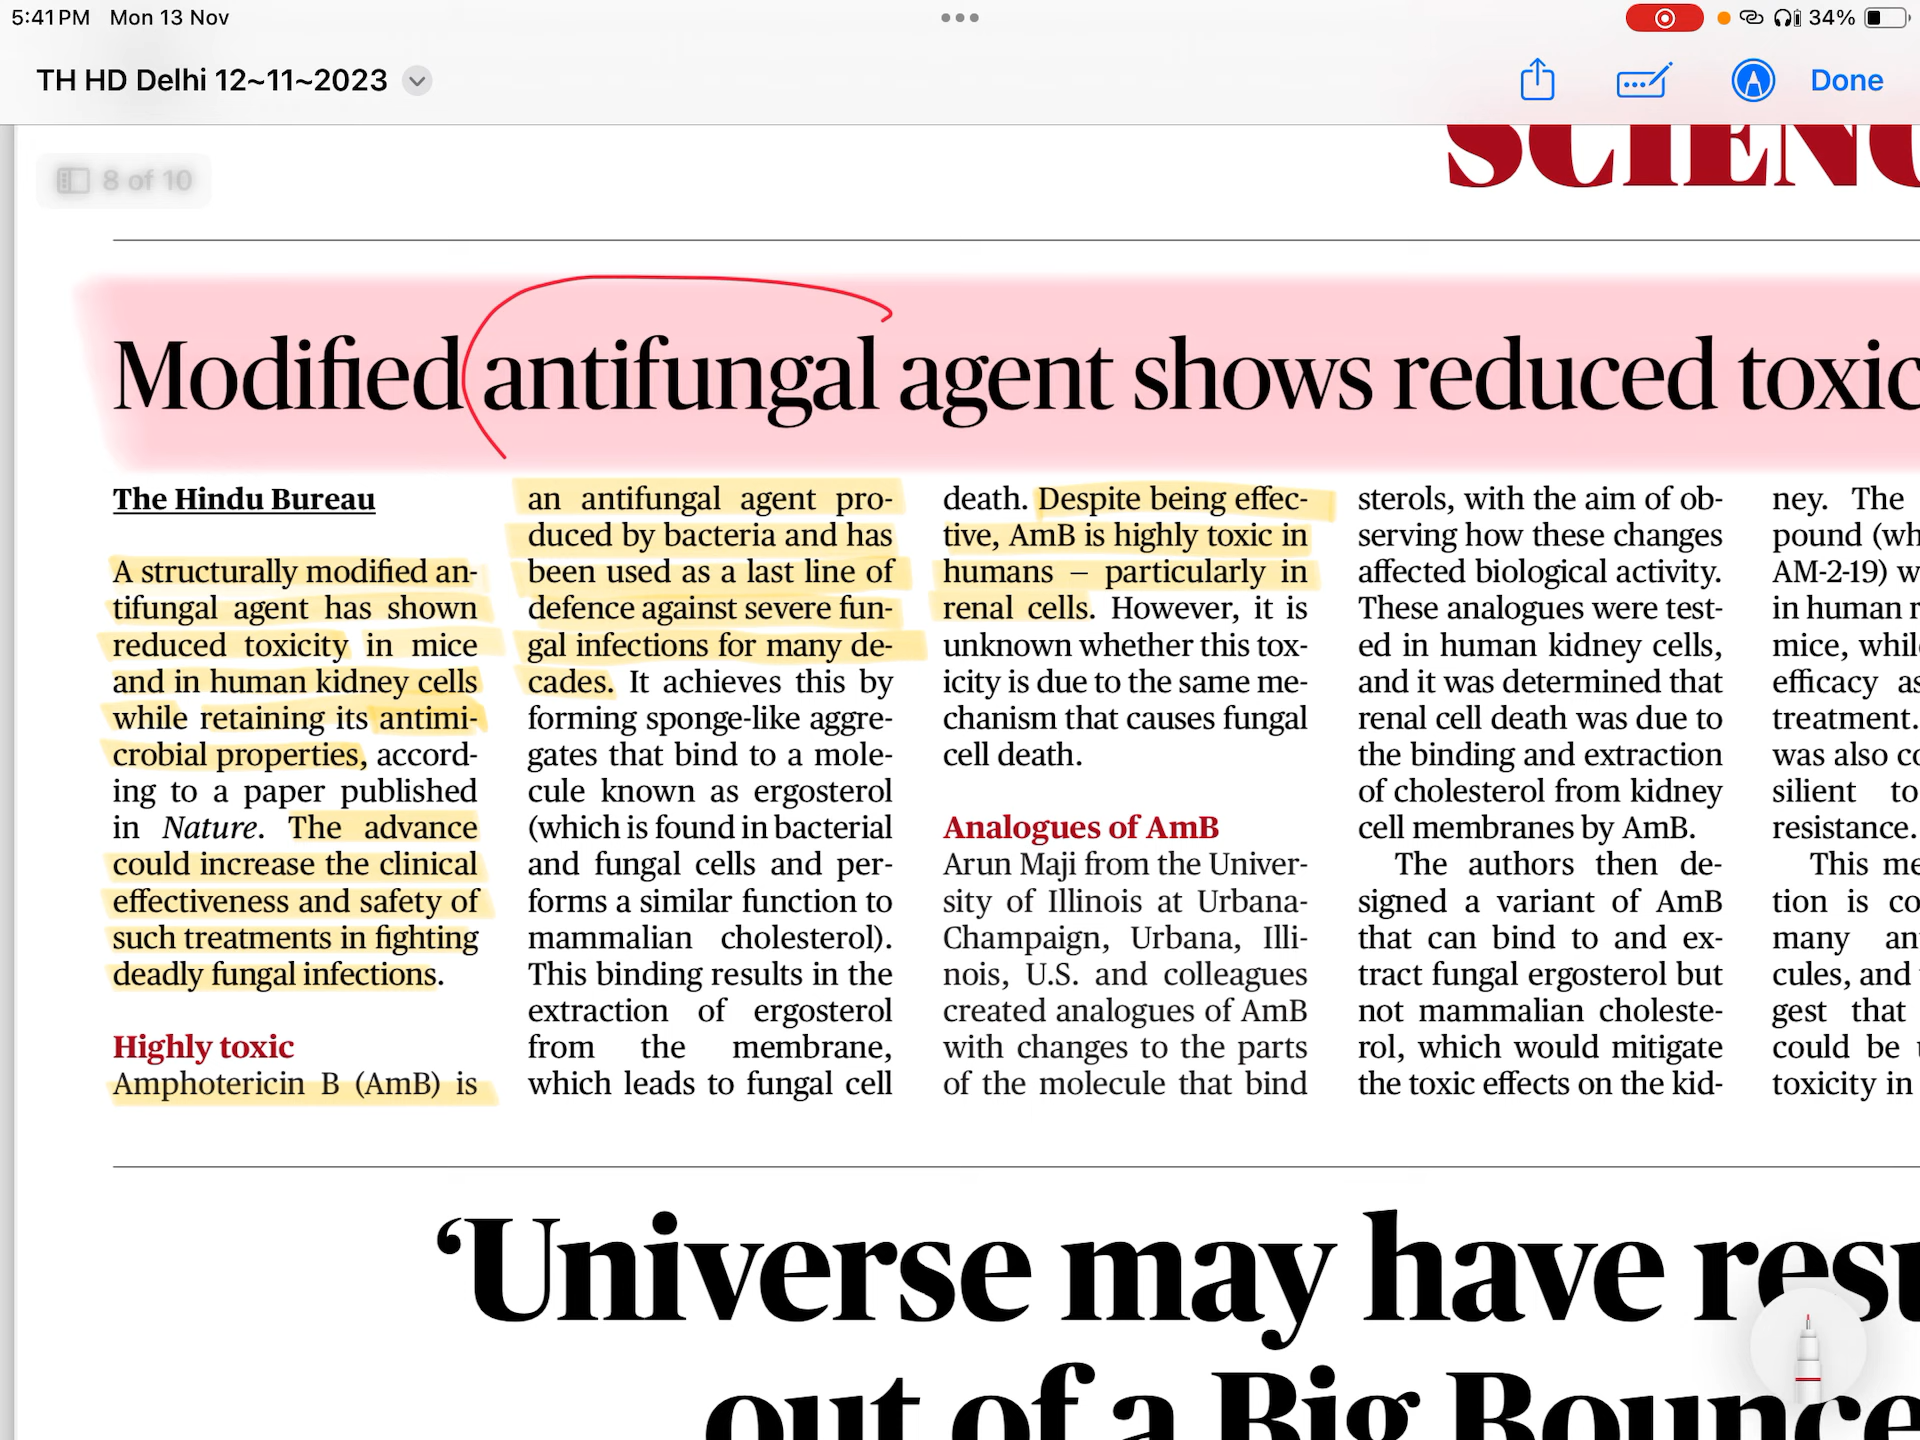 5:41 PM Mon 13 Nov
34%
TH HD Delhi 12~11~2023
Done
8 of 10
Modified antifungal agent shows reduced
The Hindu Bureau
A structurally modified an-
tifungal agent has shown
reduced toxicity in mice
and in human kidney cells
while retaining its antimi-
crobial properties, accord-
ing to a paper published
in Nature. The advance
could increase the clinical
effectiveness and safety of
such treatments in fighting
deadly fungal infections.
Highly toxic
Amphotericin B (AmB) is
an antifungal agent pro-
duced by bacteria and has
been used as a last line of
defence against severe fun-
gal infections for many de-
cades. It achieves this by
forming sponge-like aggre-
gates that bind to a mole-
cule known as ergosterol
(which is found in bacterial
and fungal cells and per-
forms a similar function to
mammalian cholesterol).
This binding results in the
extraction of ergosterol
from the membrane,
which leads to fungal cell
death. Despite being effec-
tive, AmB is highly toxic in
humans – particularly in
renal cells. However, it is
unknown whether this tox-
icity is due to the same me-
chanism that causes fungal
cell death.
Analogues of AmB
Arun Maji from the Univer-
sity of Illinois at Urbana-
Champaign, Urbana, Illi-
nois, U.S. and colleagues
created analogues of AmB
with changes to the parts
of the molecule that bind
sterols, with the aim of ob-
serving how these changes
affected biological activity.
These analogues were test-
ed in human kidney cells,
and it was determined that
renal cell death was due to
the binding and extraction
of cholesterol from kidney
cell membranes by AmB.
The authors then de-
signed a variant of AmB
that can bind to and ex-
tract fungal ergosterol but
not mammalian choleste-
rol, which would mitigate
the toxic effects on the kid-
ney. The
pound
AM-2-19)
in human
mice,
efficacy
treatment.
was also
silient to
resistance.
This
tion is
many
cules, and
gest that
could be
toxicity in
‘Universe may have
out of a Big Bounce